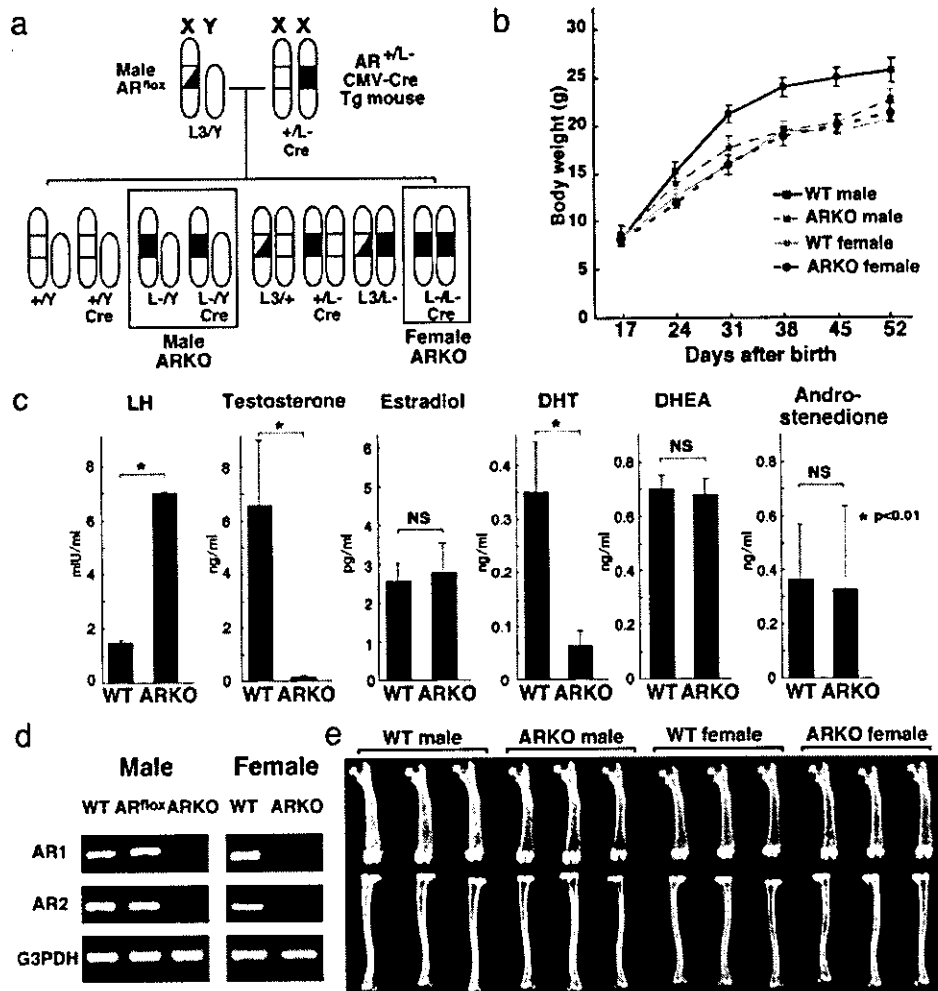 a
X Y
X X
Male
AR^flox
AR^+/L-
CMV-Cre
Tg mouse
L3/Y
+/L-
Cre
+/Y
+/Y
Cre
L-/Y
L-/Y
Cre
L3/+
+/L-
Cre
L3/L-
L-/L-
Cre
Male
ARKO
Female
ARKO
b
Body weight (g)
30
25
20
15
10
5
0
17 24 31 38 45 52
Days after birth
WT male
ARKO male
WT female
ARKO female
c
LH
mIU/ml
8
6
4
2
0
*
WT ARKO
Testosterone
ng/ml
8
6
4
2
0
*
WT ARKO
Estradiol
pg/ml
6
5
4
3
2
1
0
NS
WT ARKO
DHT
ng/ml
0.4
0.3
0.2
0.1
0
*
WT ARKO
DHEA
ng/ml
0.8
0.6
0.4
0.2
0
NS
WT ARKO
Andro-
stenedione
ng/ml
0.8
0.6
0.4
0.2
0
NS
WT ARKO
* p<0.01
d
Male Female
WT AR^flox ARKO WT ARKO
AR1
AR2
G3PDH
e
WT male ARKO male WT female ARKO female